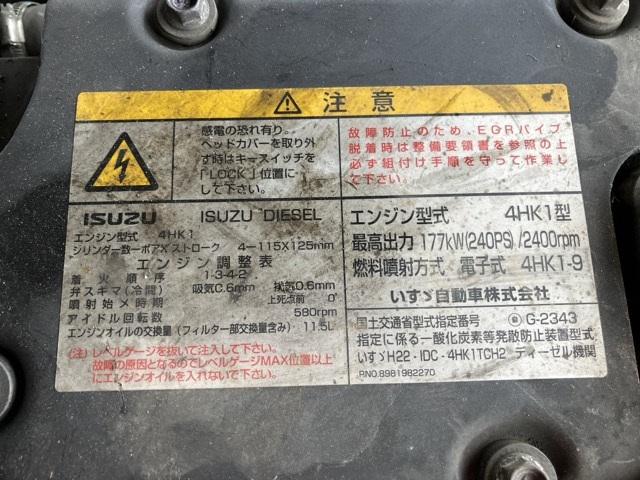 ⚠ 注意
感電の恐れ有り。
ヘッドカバーを取り外
す時はキースイッチを
「LOCK」位置に
して下さい。
故障防止のため、EGRパイプ
脱着時は整備要領書を参照の上
必ず組付け手順を守って作業し
て下さい。
ISUZU ISUZU DIESEL
エンジン型式 4HK1
シリンダー数-ボアXストローク 4-115X125mm
エンジン調整表
着火順序 1-3-4-2
弁スキマ(冷間) 吸気0.6mm 排気0.6mm
噴射始メ時期 上死点前 0°
アイドル回転数 580rpm
エンジンオイルの交換量(フィルター部交換量含み) 11.5L
(注)レベルゲージを抜いて注入して下さい。
故障の原因となるのでレベルゲージMAX位置以上
にエンジンオイルを入れないで下さい。
エンジン型式 4HK1型
最高出力 177kW(240PS)/2400rpm
燃料噴射方式 電子式 4HK1-9
いすゞ自動車株式会社
国土交通省型式指定番号 G-2343
指定に係る一酸化炭素等発散防止装置型式
いすゞH22-IDC-4HK1TCH2 ディーゼル機関
P.NO.8981982270